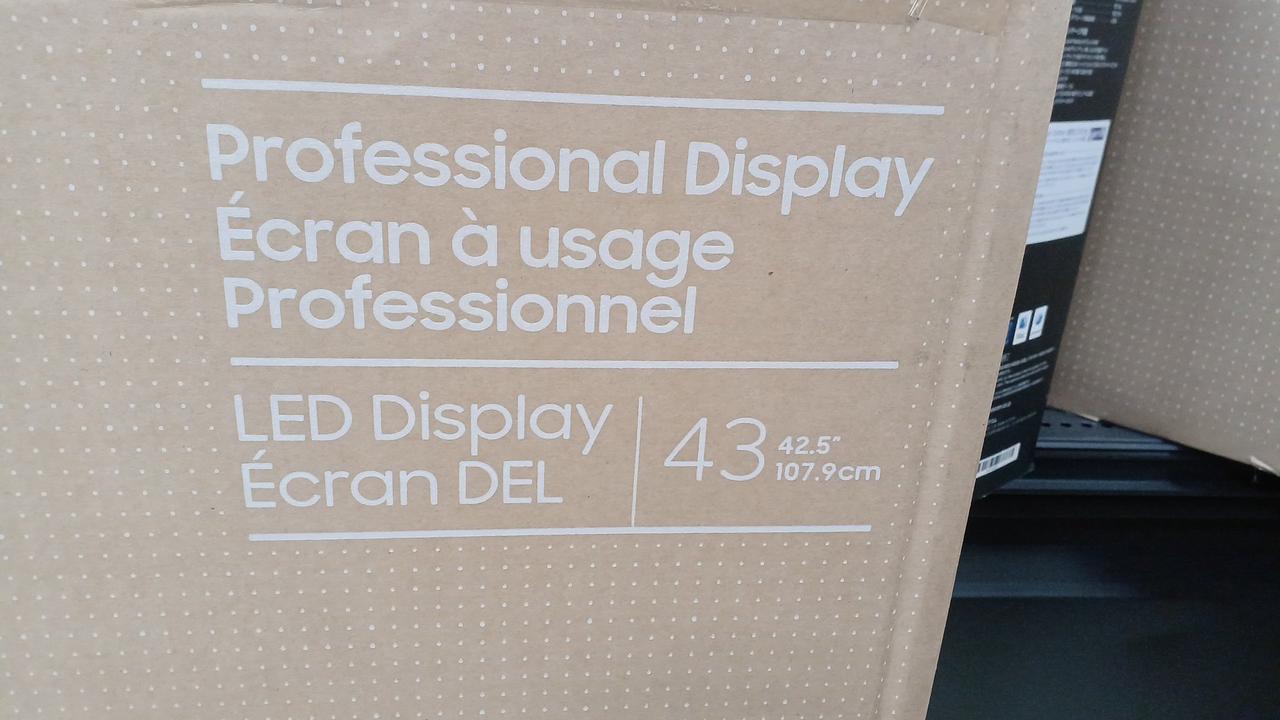 Professional Display
Écran à usage
Professionnel
LED Display
Écran DEL
43
42.5"
107.9cm